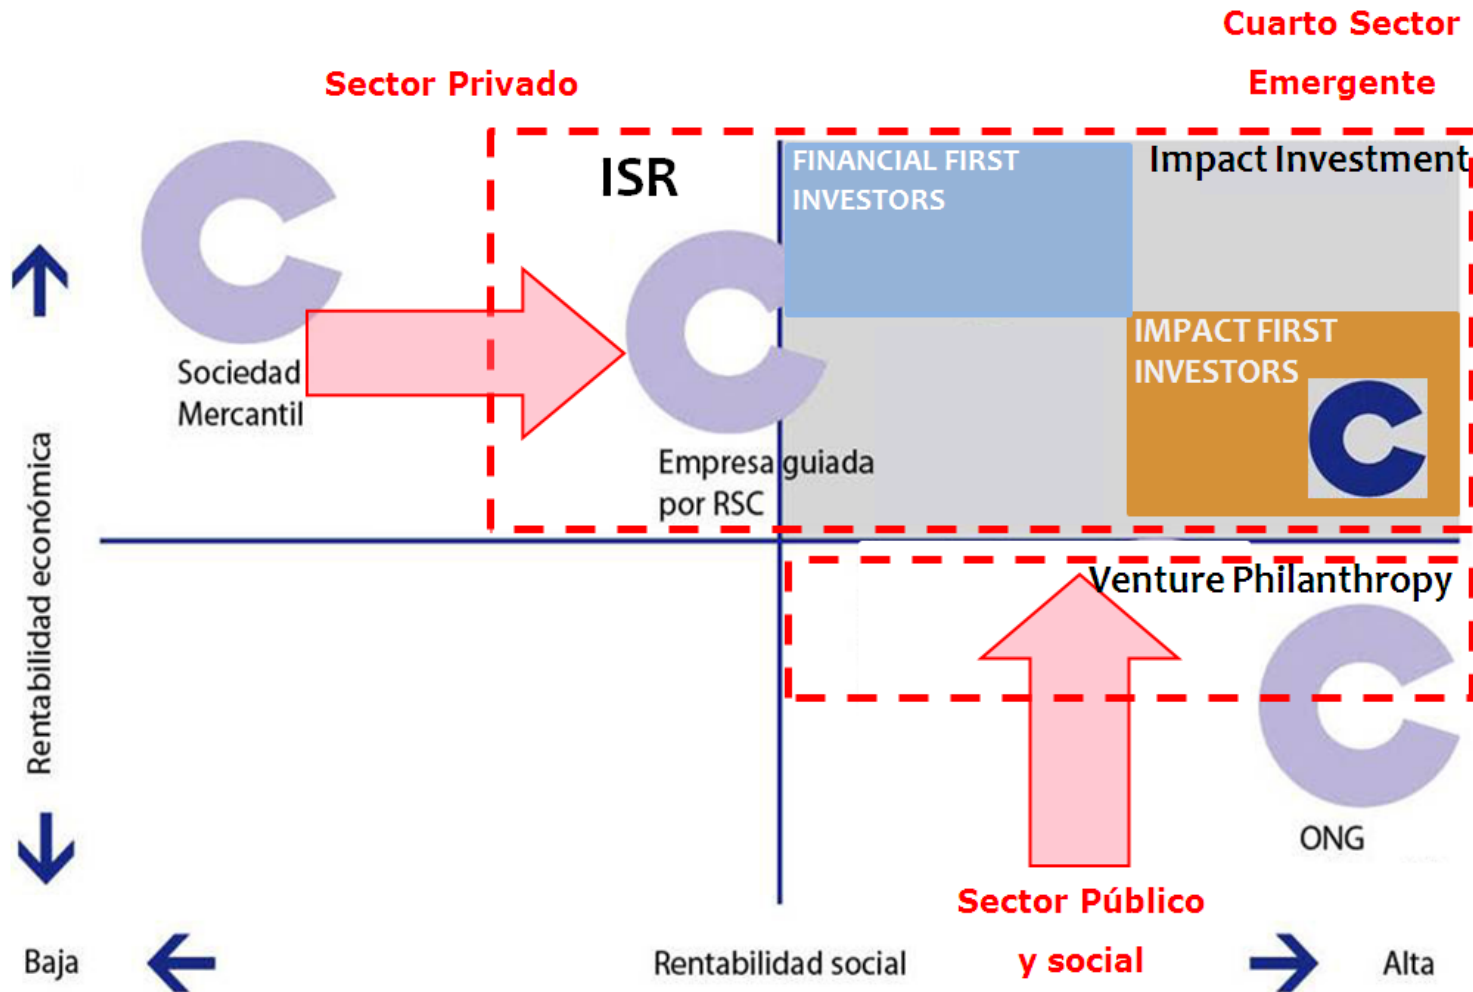 Cuarto Sector
Emergente
Sector Privado
ISR
FINANCIAL FIRST
INVESTORS
Impact Investment
IMPACT FIRST
INVESTORS
Sociedad
Mercantil
Empresa guiada
por RSC
Rentabilidad económica
Venture Philanthropy
ONG
Sector Público
y social
Baja
Rentabilidad social
Alta